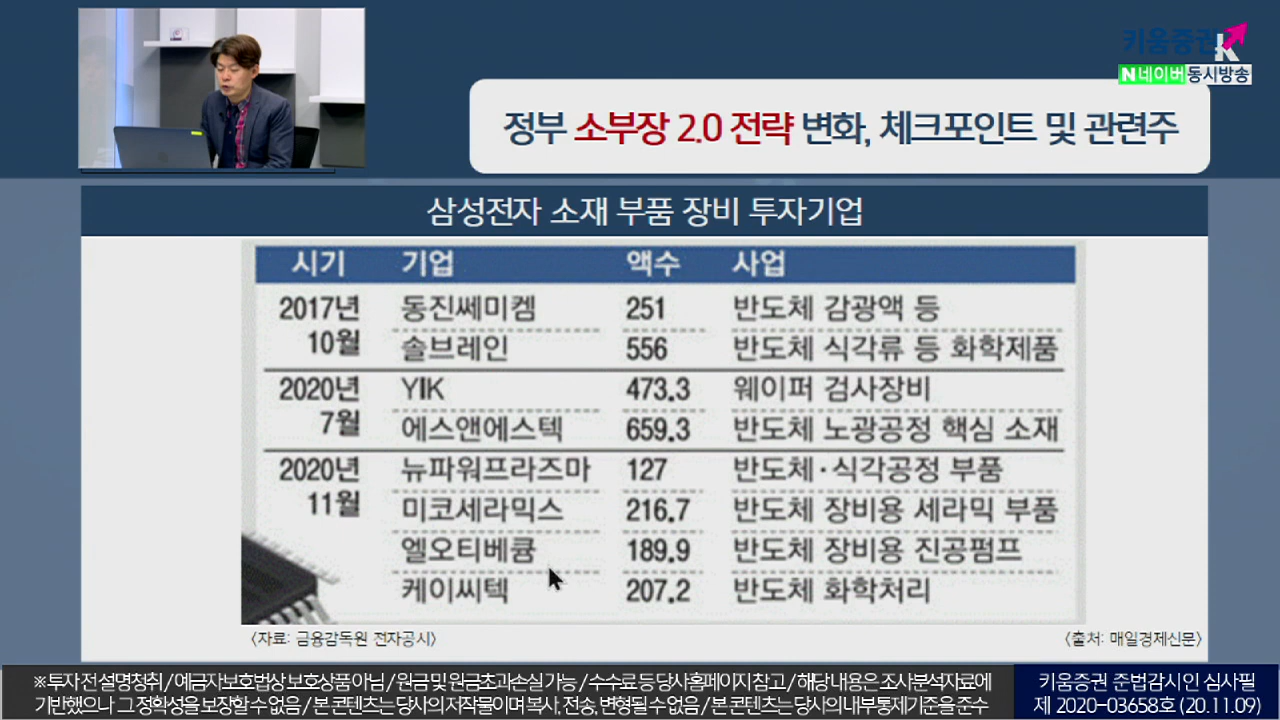 키움증권
N 네이버 동시방송
정부 소부장 2.0 전략 변화, 체크포인트 및 관련주
삼성전자 소재 부품 장비 투자기업
시기 기업 액수 사업
2017년 10월 동진쎄미켐 251 반도체 감광액 등
솔브레인 556 반도체 식각류 등 화학제품
2020년 7월 YIK 473.3 웨이퍼 검사장비
에스앤에스텍 659.3 반도체 노광공정 핵심 소재
2020년 11월 뉴파워프라즈마 127 반도체·식각공정 부품
미코세라믹스 216.7 반도체 장비용 세라믹 부품
엘오티베큠 189.9 반도체 장비용 진공펌프
케이씨텍 207.2 반도체 화학처리
〈자료: 금융감독원 전자공시〉
〈출처: 매일경제신문〉
※ 투자 전 설명청취 / 예금자보호법상 보호상품 아님 / 원금 및 원금초과손실 가능 / 수수료 등 당사홈페이지 참고 / 해당 내용은 조사분석자료에
기반했으나 그 정확성을 보장할 수 없음 / 본 콘텐츠는 당사의 저작물이며 복사, 전송, 변형될 수 없음 / 본 콘텐츠는 당사의 내부통제기준을 준수
키움증권 준법감시인 심사필
제 2020-03658호 (20.11.09)